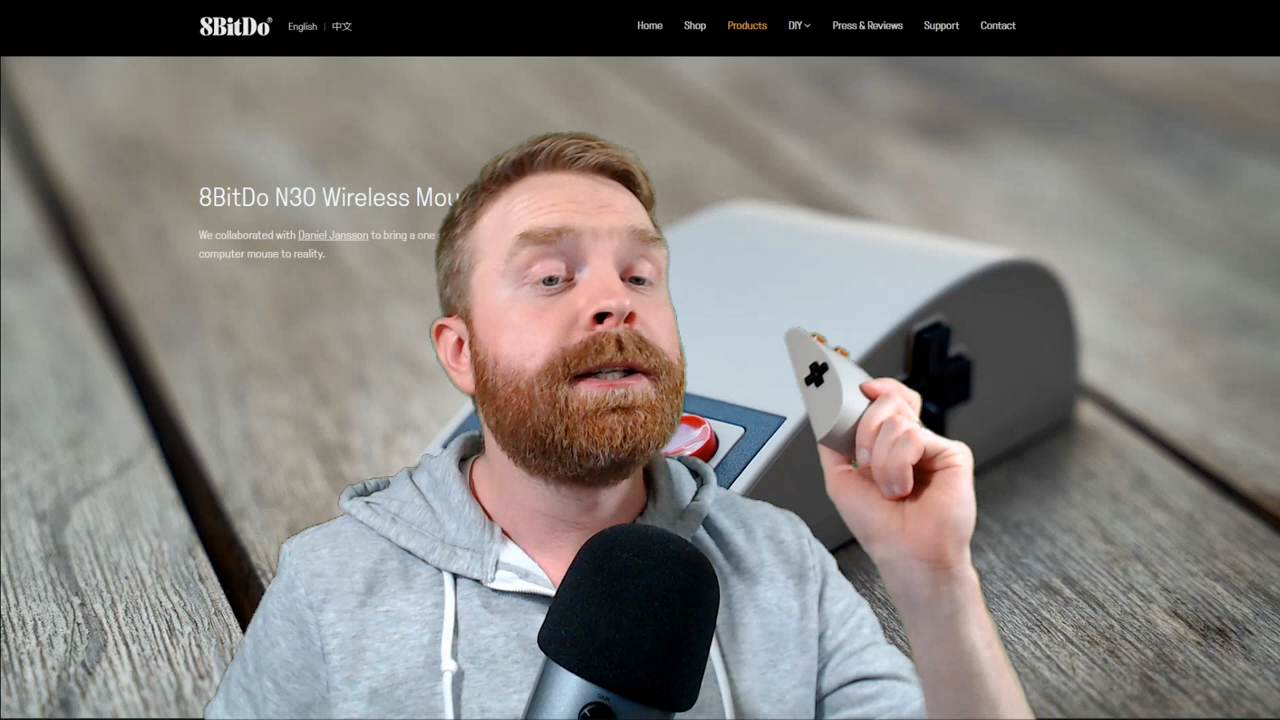 8BitDo®
English | 中文
Home Shop Products DIY Press & Reviews Support Contact
8BitDo N30 Wireless Mou
We collaborated with Daniel Jansson to bring a one
computer mouse to reality.